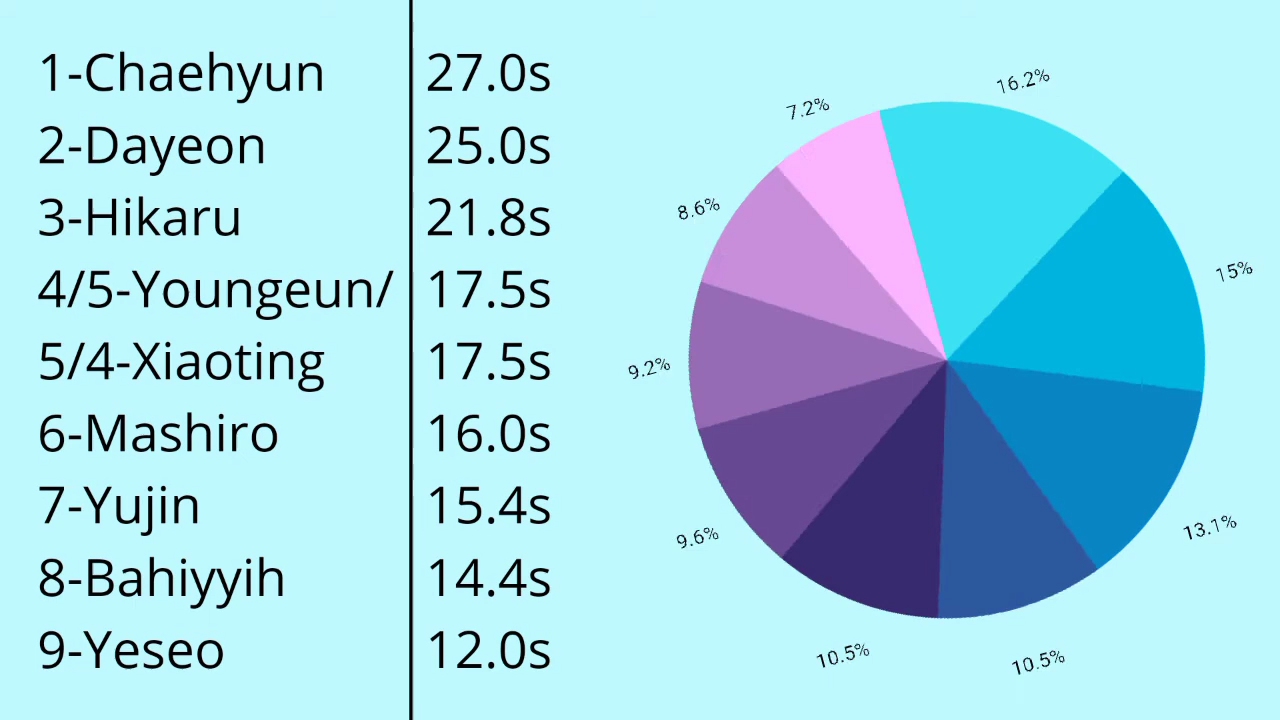 1-Chaehyun 27.0s
2-Dayeon 25.0s
3-Hikaru 21.8s
4/5-Youngeun/ 17.5s
5/4-Xiaoting 17.5s
6-Mashiro 16.0s
7-Yujin 15.4s
8-Bahiyyih 14.4s
9-Yeseo 12.0s
16.2%
15%
13.1%
10.5%
10.5%
9.6%
9.2%
8.6%
7.2%